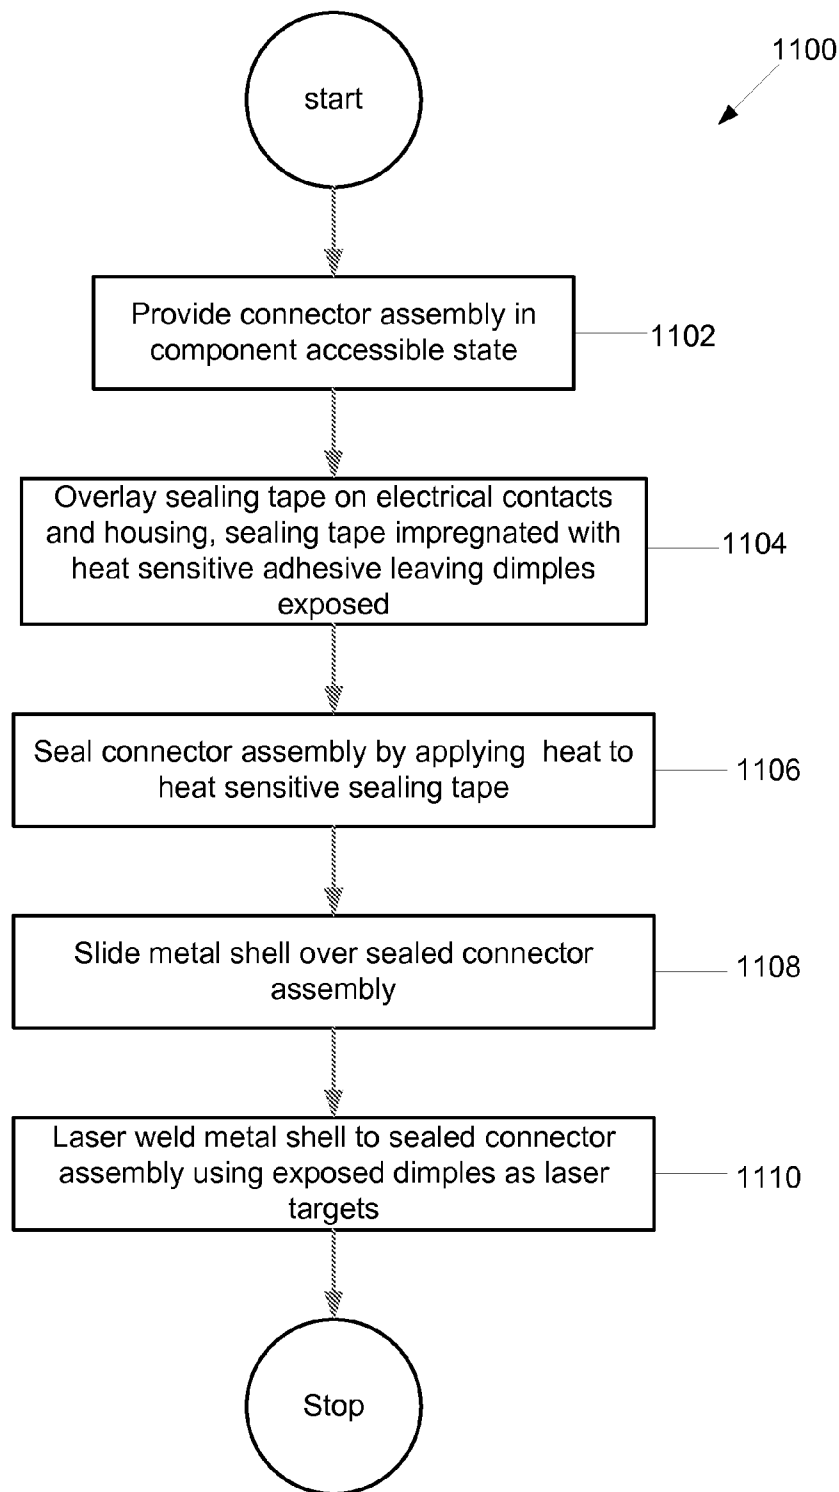 start
1100
Provide connector assembly in
component accessible state
1102
Overlay sealing tape on electrical contacts
and housing, sealing tape impregnated with
heat sensitive adhesive leaving dimples
exposed
1104
Seal connector assembly by applying  heat to
heat sensitive sealing tape
1106
Slide metal shell over sealed connector
assembly
1108
Laser weld metal shell to sealed connector
assembly using exposed dimples as laser
targets
1110
Stop